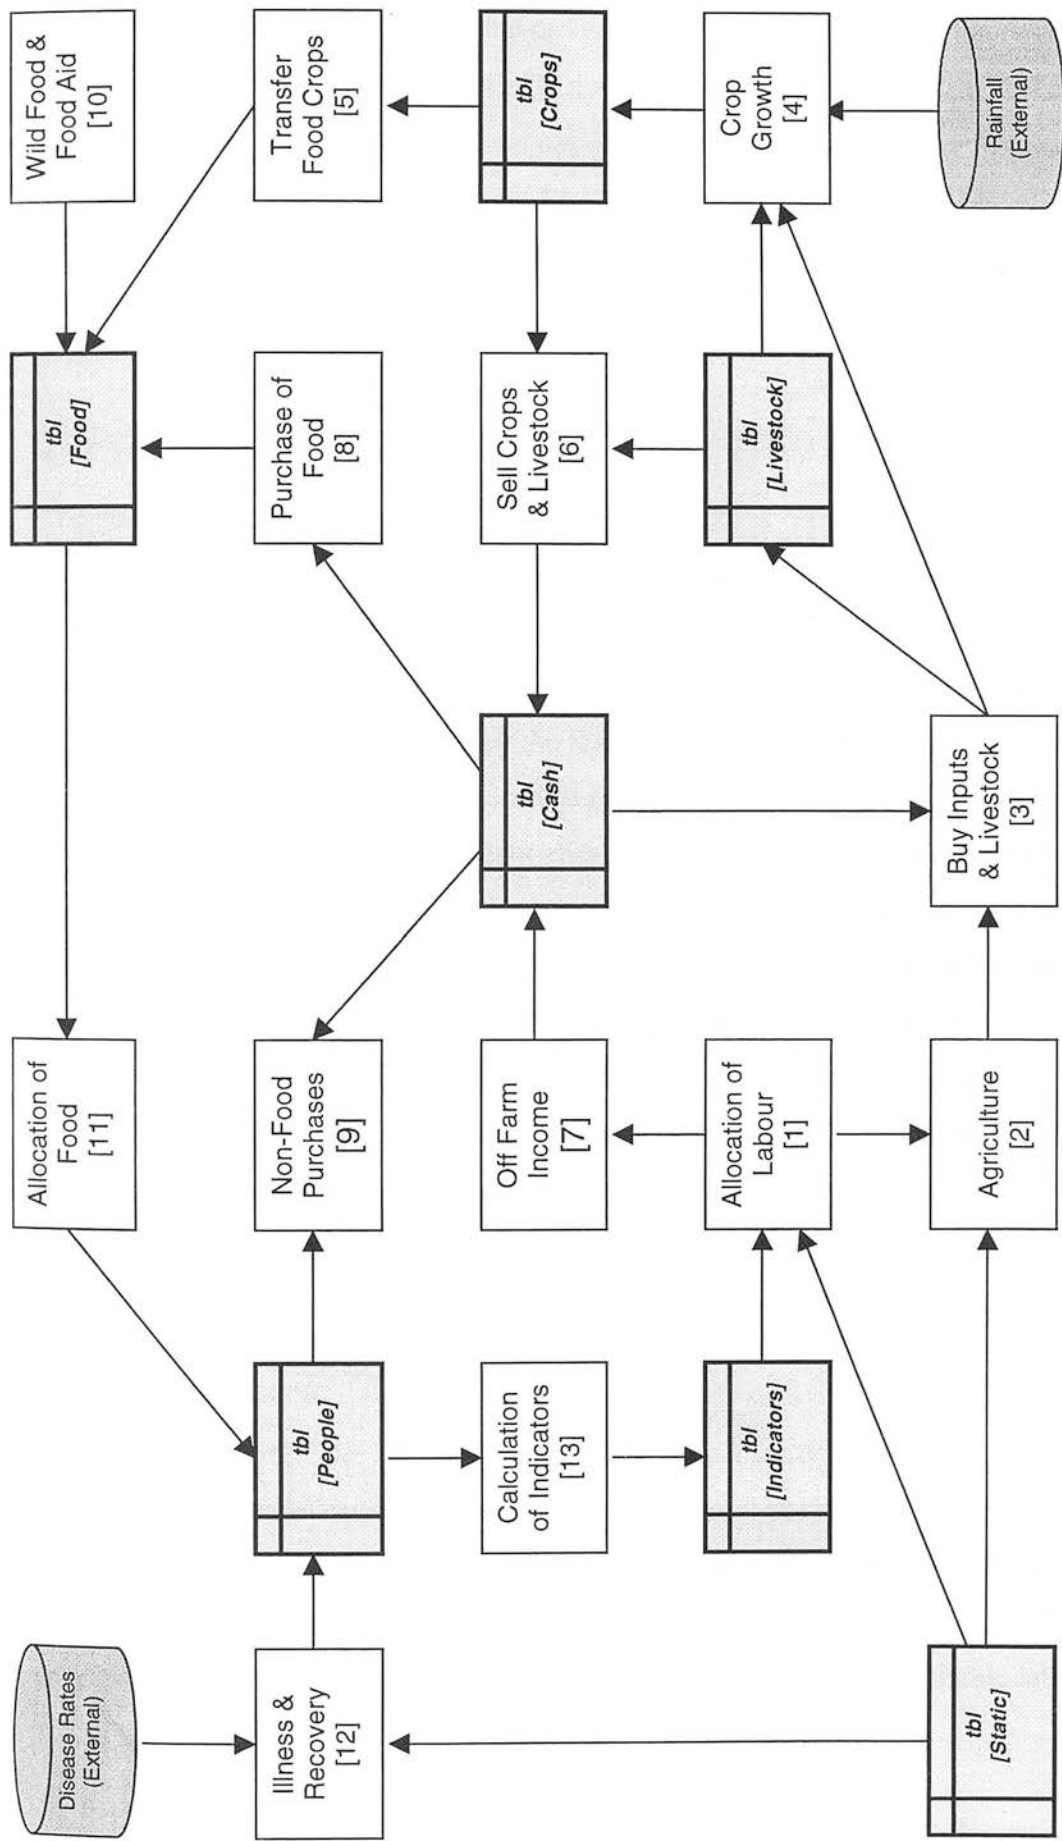 Disease Rates
(External)
Allocation of
Food
[11]
tbl
[Food]
Wild Food &
Food Aid
[10]
Illness &
Recovery
[12]
tbl
[People]
Non-Food
Purchases
[9]
Purchase of
Food
[8]
Transfer
Food Crops
[5]
Calculation
of Indicators
[13]
Off Farm
Income
[7]
tbl
[Cash]
Sell Crops
& Livestock
[6]
tbl
[Crops]
tbl
[Indicators]
Allocation of
Labour
[1]
tbl
[Livestock]
Crop
Growth
[4]
tbl
[Static]
Agriculture
[2]
Buy Inputs
& Livestock
[3]
Rainfall
(External)